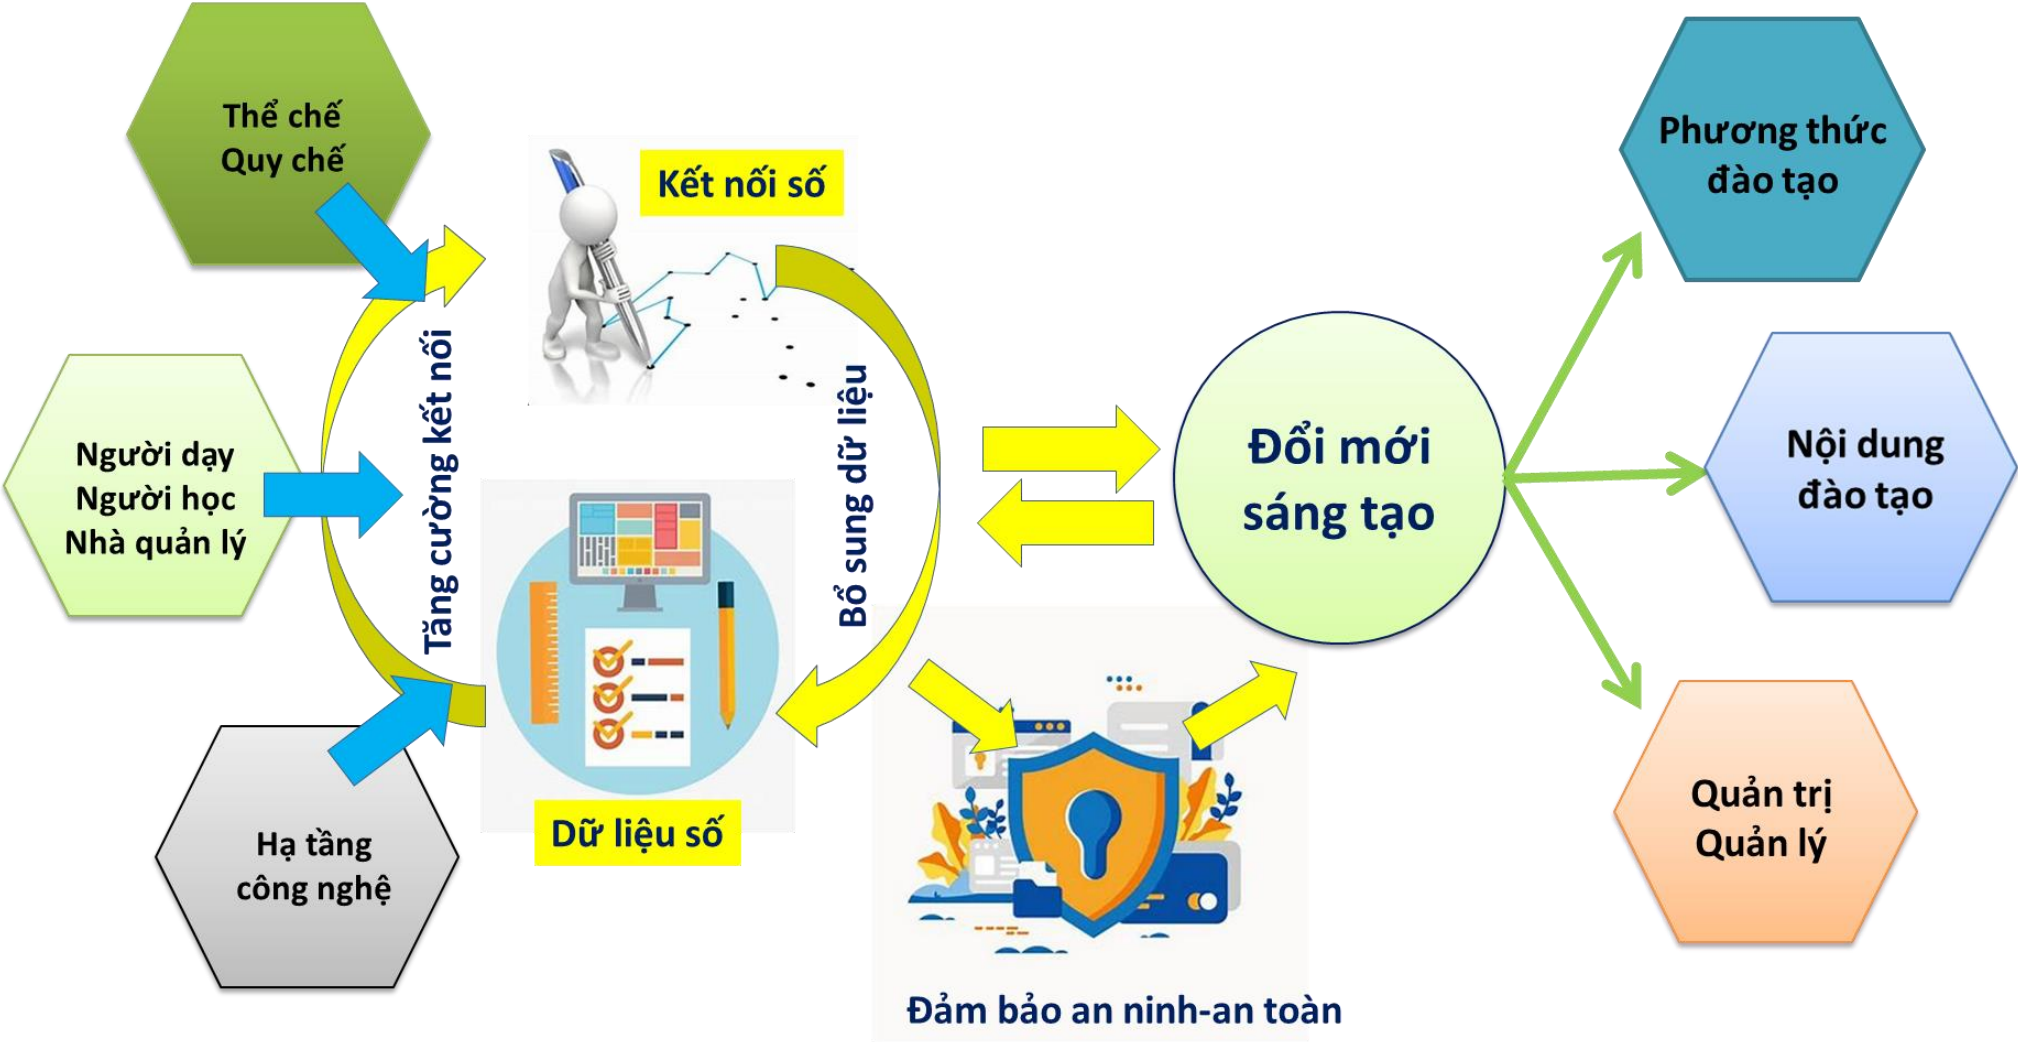 Thể chế
Quy chế
Người dạy
Người học
Nhà quản lý
Hạ tầng
công nghệ
Tăng cường kết nối
Kết nối số
Dữ liệu số
Bổ sung dữ liệu
Đảm bảo an ninh-an toàn
Đổi mới
sáng tạo
Phương thức
đào tạo
Nội dung
đào tạo
Quản trị
Quản lý